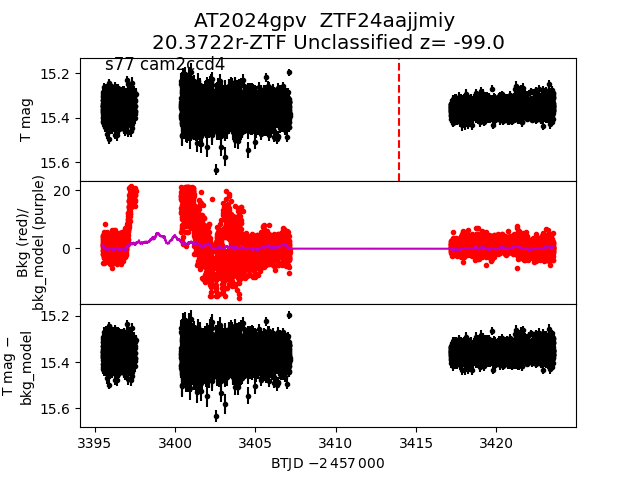 AT2024gpv  ZTF24aajjmiy
20.3722r-ZTF Unclassified z= -99.0
s77 cam2ccd4
15.2
15.4
15.6
T mag
20
0
Bkg (red)/
bkg_model (purple)
15.2
15.4
15.6
T mag −
bkg_model
3395 3400 3405 3410 3415 3420
BTJD −2 457 000